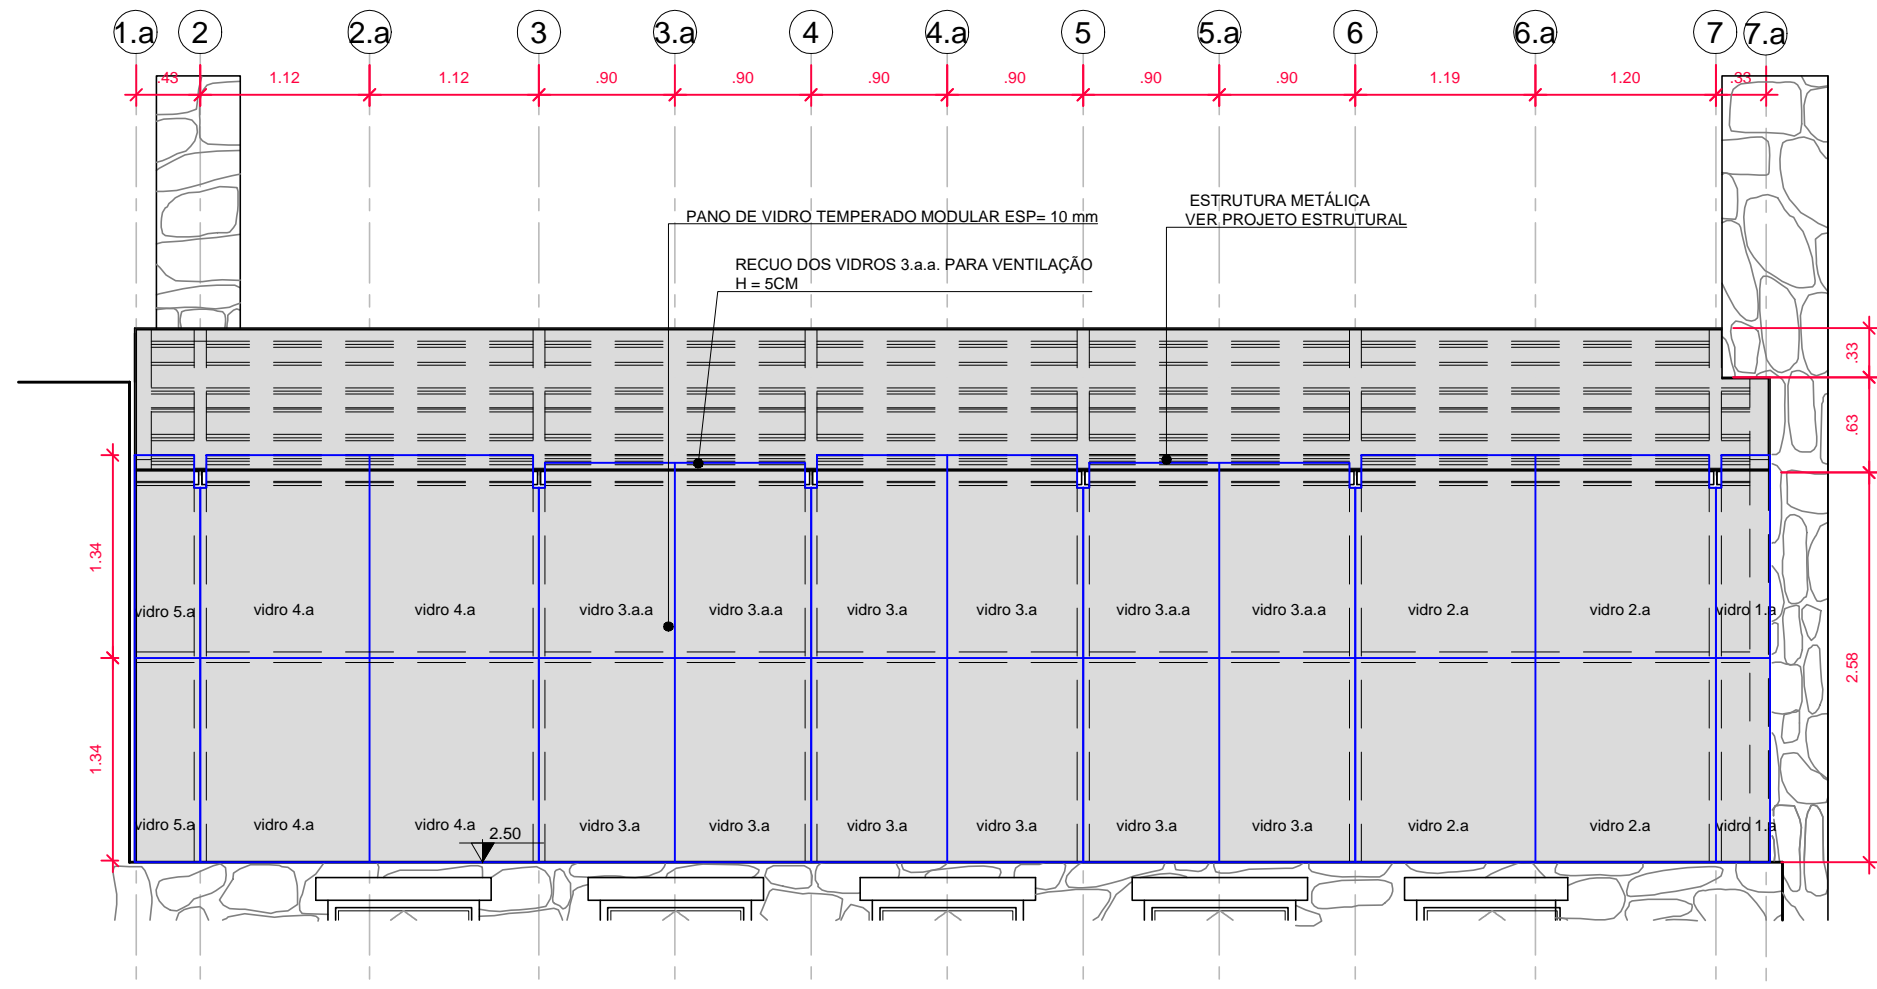 1.a 2 2.a 3 3.a 4 4.a 5 5.a 6 6.a 7 7.a
.43 1.12 1.12 .90 .90 .90 .90 .90 .90 1.19 1.20 .33
ESTRUTURA METÁLICA
VER PROJETO ESTRUTURAL
PANO DE VIDRO TEMPERADO MODULAR ESP= 10 mm
RECUO DOS VIDROS 3.a.a. PARA VENTILAÇÃO
H = 5CM
.33
.63
1.34
2.58
1.34
vidro 5.a vidro 4.a vidro 4.a vidro 3.a.a vidro 3.a.a vidro 3.a vidro 3.a vidro 3.a.a vidro 3.a.a vidro 2.a vidro 2.a vidro 1.a
vidro 5.a vidro 4.a vidro 4.a vidro 3.a vidro 3.a vidro 3.a vidro 3.a vidro 3.a vidro 3.a vidro 2.a vidro 2.a vidro 1.a
2.50